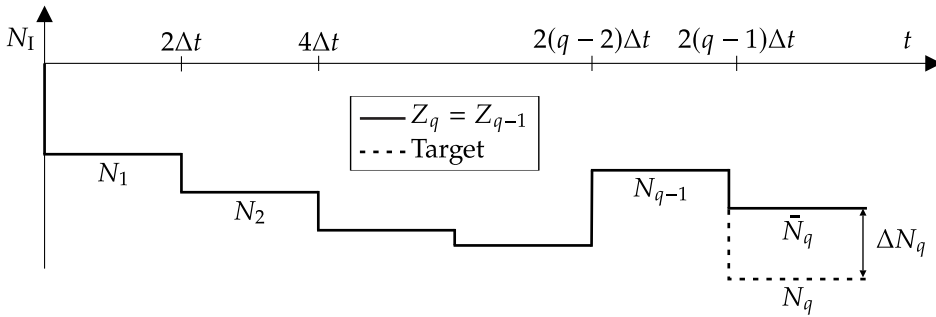 N_I
2Δt
4Δt
2(q − 2)Δt
2(q − 1)Δt
t
Z_q = Z_{q−1}
Target
N_1
N_2
N_{q−1}
N̄_q
ΔN_q
N_q